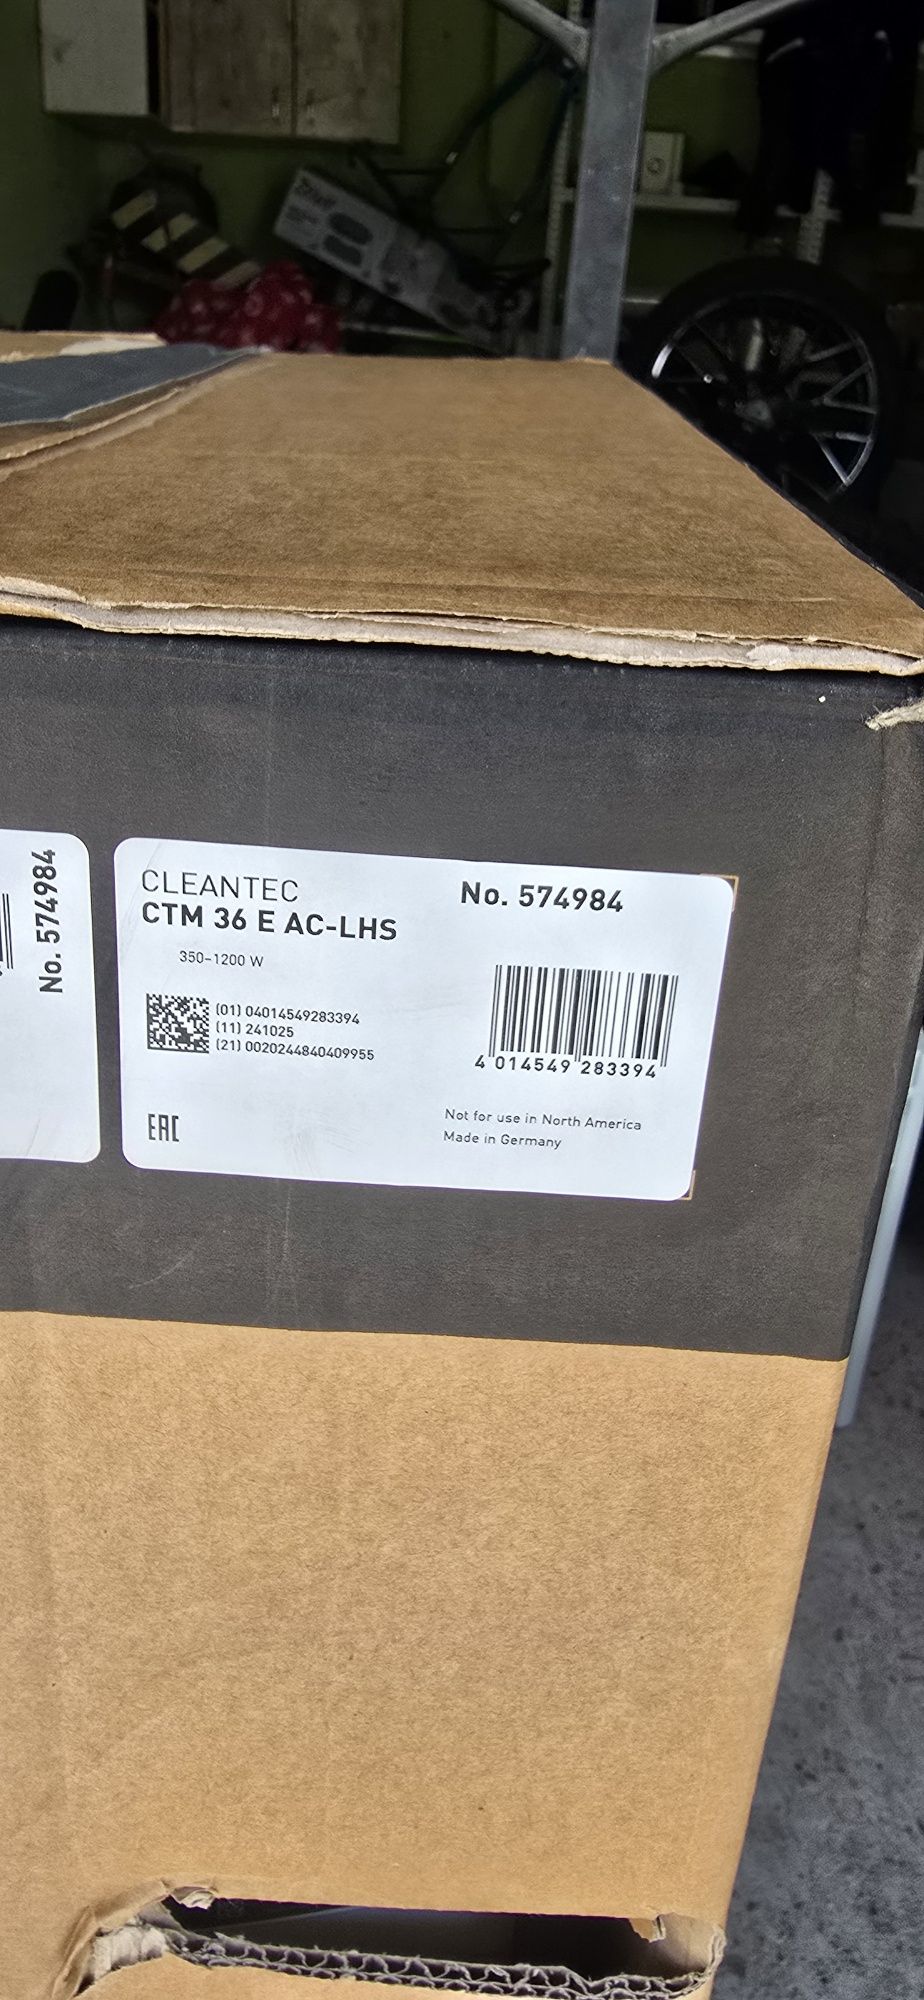 No. 574984
CLEANTEC
CTM 36 E AC-LHS
350-1200 W
(01) 04014549283394
(11) 241025
(21) 0020244840409955
EAC
No. 574984
4 014549 283394
Not for use in North America
Made in Germany